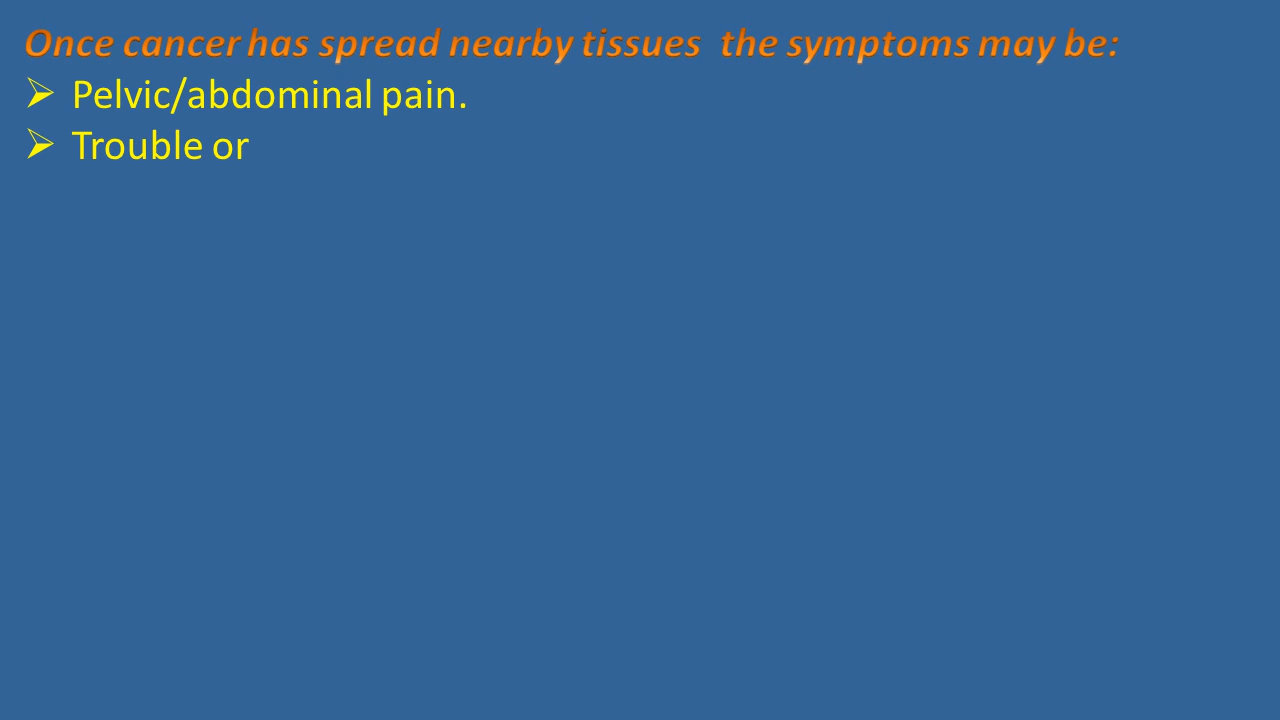 Once cancer has spread nearby tissues  the symptoms may be:
➢ Pelvic/abdominal pain.
➢ Trouble or